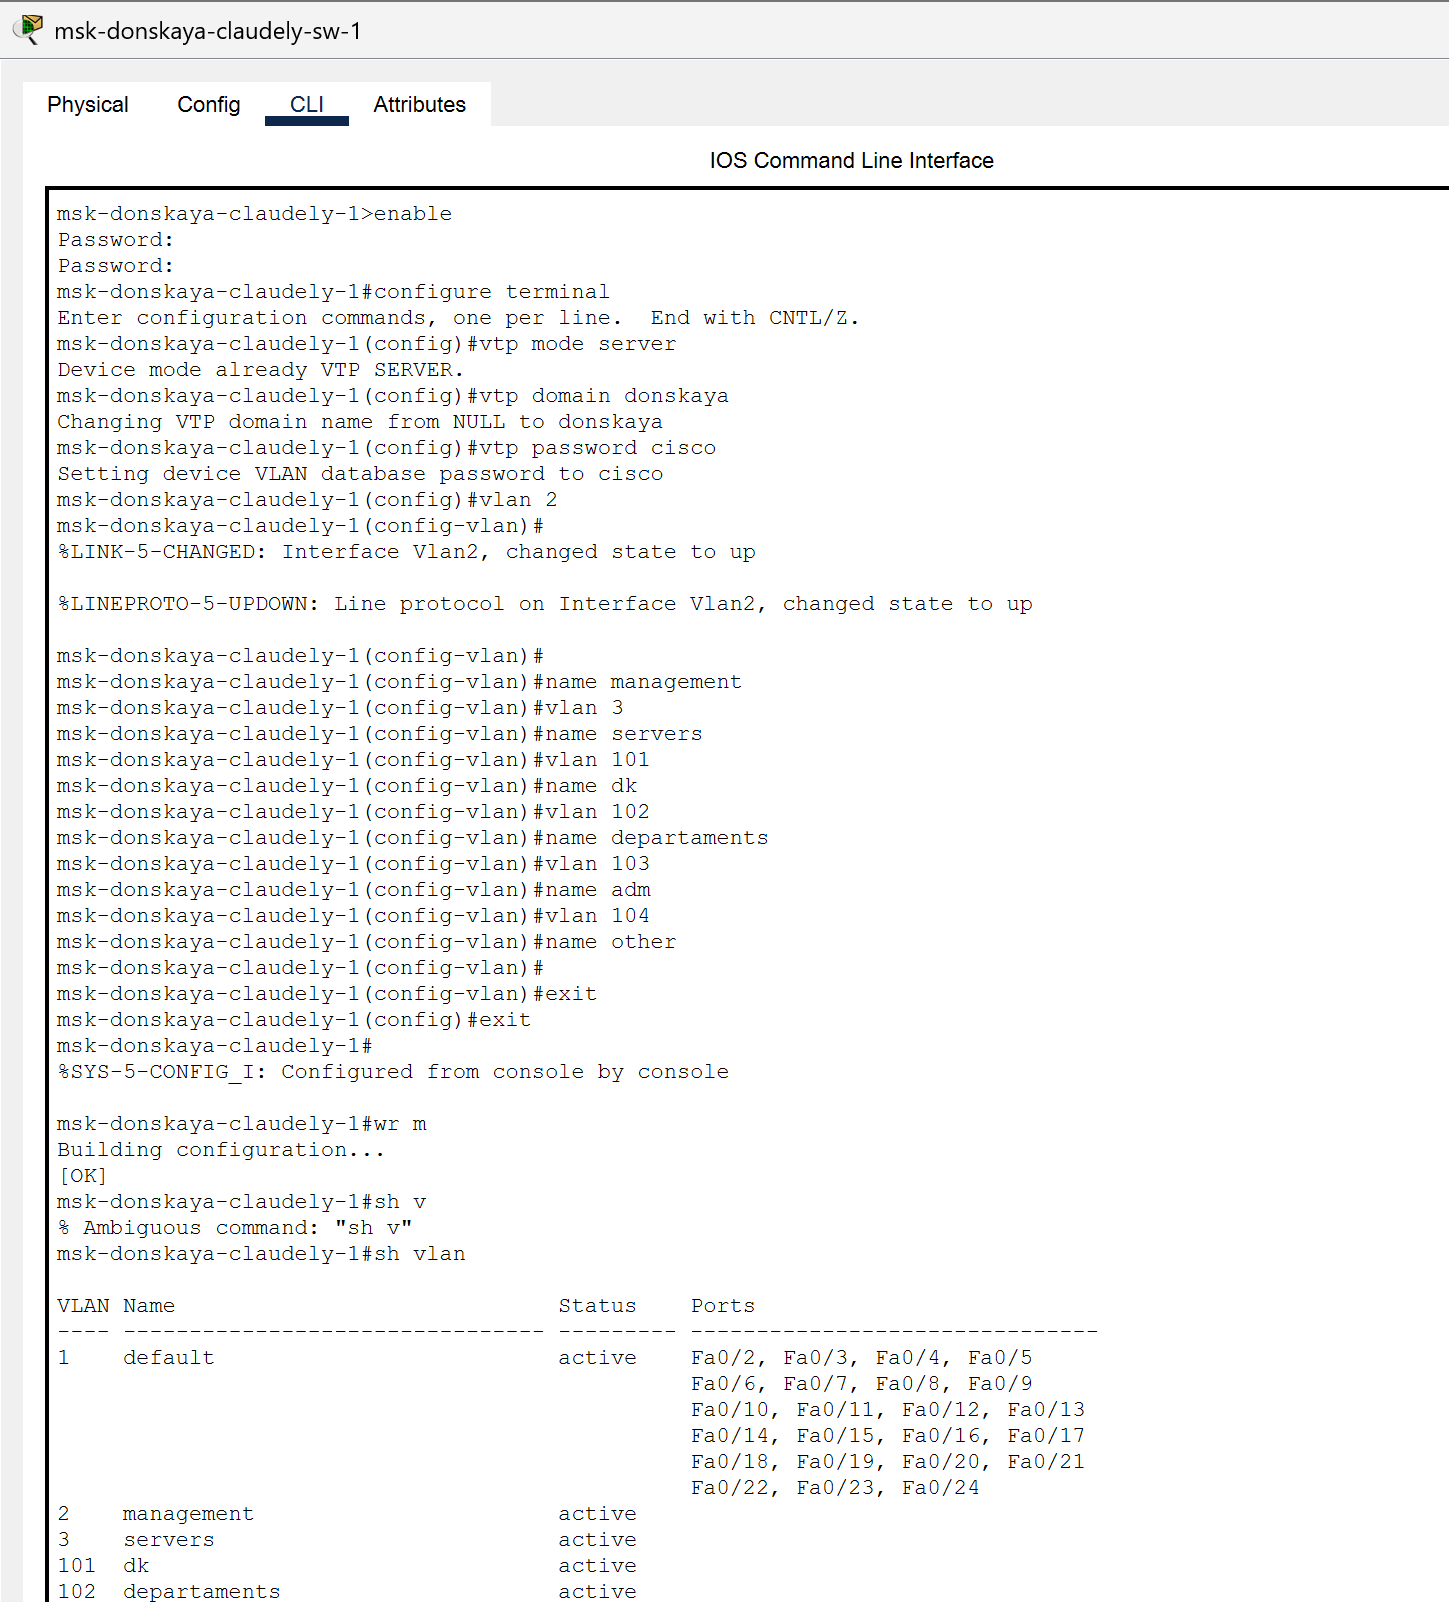 msk-donskaya-claudely-sw-1
Physical Config CLI Attributes
IOS Command Line Interface
msk-donskaya-claudely-1>enable
Password:
Password:
msk-donskaya-claudely-1#configure terminal
Enter configuration commands, one per line.  End with CNTL/Z.
msk-donskaya-claudely-1(config)#vtp mode server
Device mode already VTP SERVER.
msk-donskaya-claudely-1(config)#vtp domain donskaya
Changing VTP domain name from NULL to donskaya
msk-donskaya-claudely-1(config)#vtp password cisco
Setting device VLAN database password to cisco
msk-donskaya-claudely-1(config)#vlan 2
msk-donskaya-claudely-1(config-vlan)#
%LINK-5-CHANGED: Interface Vlan2, changed state to up
%LINEPROTO-5-UPDOWN: Line protocol on Interface Vlan2, changed state to up
msk-donskaya-claudely-1(config-vlan)#
msk-donskaya-claudely-1(config-vlan)#name management
msk-donskaya-claudely-1(config-vlan)#vlan 3
msk-donskaya-claudely-1(config-vlan)#name servers
msk-donskaya-claudely-1(config-vlan)#vlan 101
msk-donskaya-claudely-1(config-vlan)#name dk
msk-donskaya-claudely-1(config-vlan)#vlan 102
msk-donskaya-claudely-1(config-vlan)#name departaments
msk-donskaya-claudely-1(config-vlan)#vlan 103
msk-donskaya-claudely-1(config-vlan)#name adm
msk-donskaya-claudely-1(config-vlan)#vlan 104
msk-donskaya-claudely-1(config-vlan)#name other
msk-donskaya-claudely-1(config-vlan)#
msk-donskaya-claudely-1(config-vlan)#exit
msk-donskaya-claudely-1(config)#exit
msk-donskaya-claudely-1#
%SYS-5-CONFIG_I: Configured from console by console
msk-donskaya-claudely-1#wr m
Building configuration...
[OK]
msk-donskaya-claudely-1#sh v
% Ambiguous command: "sh v"
msk-donskaya-claudely-1#sh vlan
VLAN Name                             Status    Ports
---- -------------------------------- --------- -------------------------------
1    default                          active    Fa0/2, Fa0/3, Fa0/4, Fa0/5
Fa0/6, Fa0/7, Fa0/8, Fa0/9
Fa0/10, Fa0/11, Fa0/12, Fa0/13
Fa0/14, Fa0/15, Fa0/16, Fa0/17
Fa0/18, Fa0/19, Fa0/20, Fa0/21
Fa0/22, Fa0/23, Fa0/24
2    management                       active
3    servers                          active
101  dk                               active
102  departaments                     active